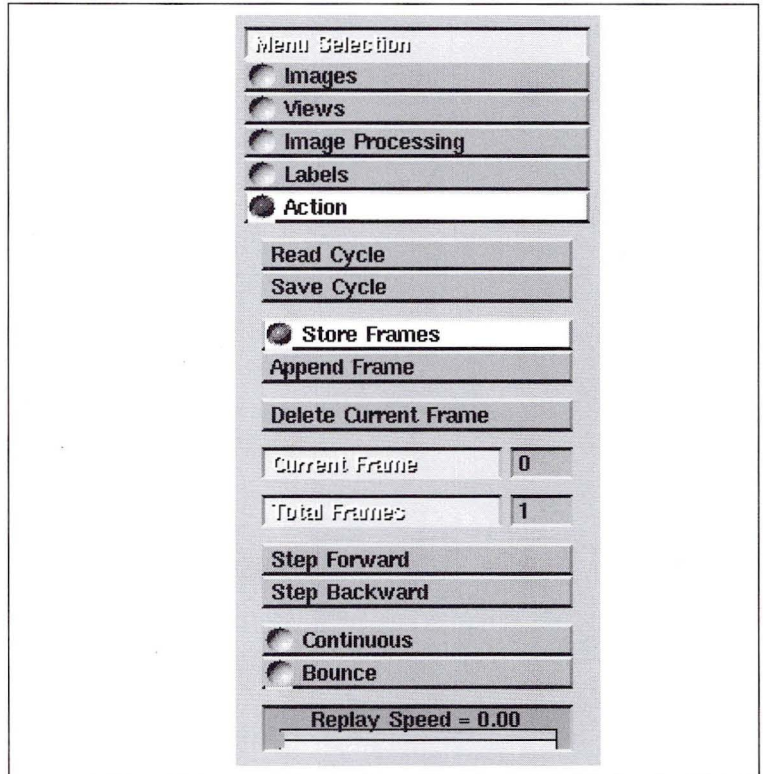 Menu Selection
Images
Views
Image Processing
Labels
Action
Read Cycle
Save Cycle
Store Frames
Append Frame
Delete Current Frame
Current Frame 0
Total Frames 1
Step Forward
Step Backward
Continuous
Bounce
Replay Speed = 0.00